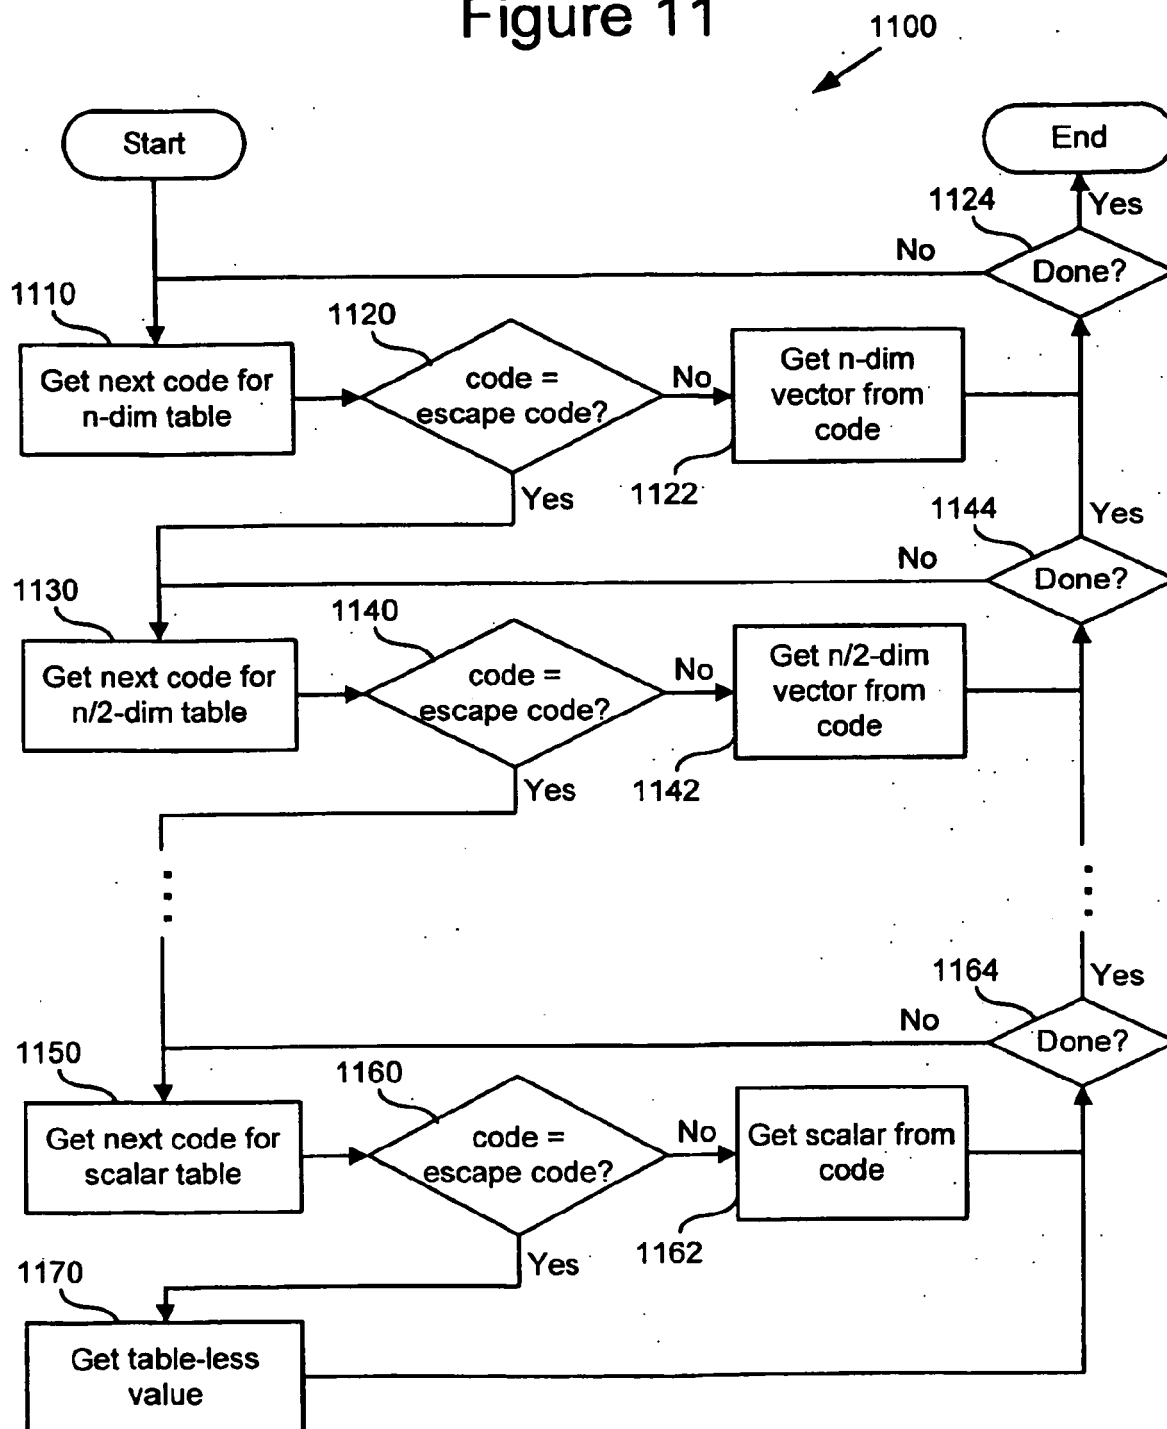 Figure 11
1100
Start
End
1124
Yes
No
Done?
1110
1120
Get next code for
n-dim table
code =
escape code?
No
Get n-dim
vector from
code
1122
Yes
1144
Yes
No
Done?
1130
1140
Get next code for
n/2-dim table
code =
escape code?
No
Get n/2-dim
vector from
code
1142
Yes
1164
Yes
No
Done?
1150
1160
Get next code for
scalar table
code =
escape code?
No
Get scalar from
code
1162
Yes
1170
Get table-less
value